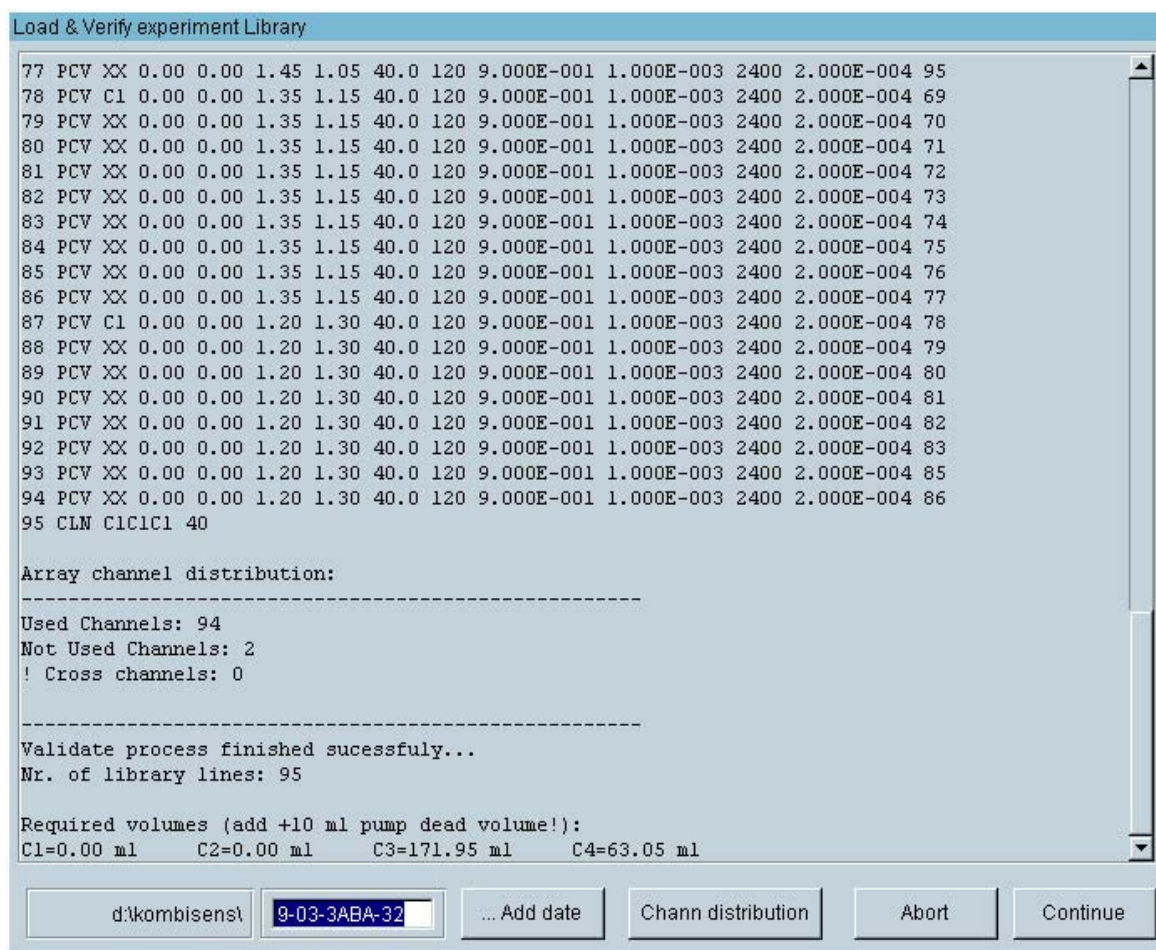 Load & Verify experiment Library
77 PCV XX 0.00 0.00 1.45 1.05 40.0 120 9.000E-001 1.000E-003 2400 2.000E-004 95
78 PCV C1 0.00 0.00 1.35 1.15 40.0 120 9.000E-001 1.000E-003 2400 2.000E-004 69
79 PCV XX 0.00 0.00 1.35 1.15 40.0 120 9.000E-001 1.000E-003 2400 2.000E-004 70
80 PCV XX 0.00 0.00 1.35 1.15 40.0 120 9.000E-001 1.000E-003 2400 2.000E-004 71
81 PCV XX 0.00 0.00 1.35 1.15 40.0 120 9.000E-001 1.000E-003 2400 2.000E-004 72
82 PCV XX 0.00 0.00 1.35 1.15 40.0 120 9.000E-001 1.000E-003 2400 2.000E-004 73
83 PCV XX 0.00 0.00 1.35 1.15 40.0 120 9.000E-001 1.000E-003 2400 2.000E-004 74
84 PCV XX 0.00 0.00 1.35 1.15 40.0 120 9.000E-001 1.000E-003 2400 2.000E-004 75
85 PCV XX 0.00 0.00 1.35 1.15 40.0 120 9.000E-001 1.000E-003 2400 2.000E-004 76
86 PCV XX 0.00 0.00 1.35 1.15 40.0 120 9.000E-001 1.000E-003 2400 2.000E-004 77
87 PCV C1 0.00 0.00 1.20 1.30 40.0 120 9.000E-001 1.000E-003 2400 2.000E-004 78
88 PCV XX 0.00 0.00 1.20 1.30 40.0 120 9.000E-001 1.000E-003 2400 2.000E-004 79
89 PCV XX 0.00 0.00 1.20 1.30 40.0 120 9.000E-001 1.000E-003 2400 2.000E-004 80
90 PCV XX 0.00 0.00 1.20 1.30 40.0 120 9.000E-001 1.000E-003 2400 2.000E-004 81
91 PCV XX 0.00 0.00 1.20 1.30 40.0 120 9.000E-001 1.000E-003 2400 2.000E-004 82
92 PCV XX 0.00 0.00 1.20 1.30 40.0 120 9.000E-001 1.000E-003 2400 2.000E-004 83
93 PCV XX 0.00 0.00 1.20 1.30 40.0 120 9.000E-001 1.000E-003 2400 2.000E-004 85
94 PCV XX 0.00 0.00 1.20 1.30 40.0 120 9.000E-001 1.000E-003 2400 2.000E-004 86
95 CLN C1C1C1 40
Array channel distribution:
-----------------------------------------------------
Used Channels: 94
Not Used Channels: 2
! Cross channels: 0
-----------------------------------------------------
Validate process finished sucessfuly...
Nr. of library lines: 95
Required volumes (add +10 ml pump dead volume!):
C1=0.00 ml C2=0.00 ml C3=171.95 ml C4=63.05 ml
d:\kombisens\ 9-03-3ABA-32 ... Add date Chann distribution Abort Continue